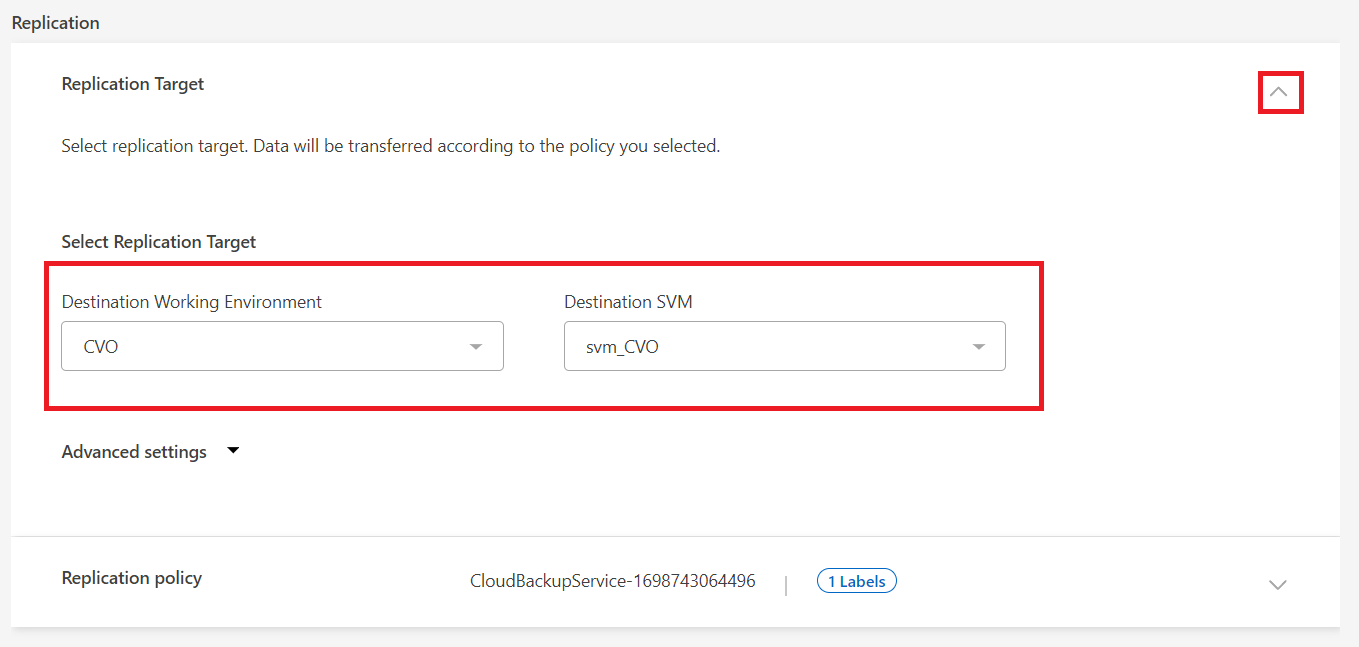 Replication
Replication Target
Select replication target. Data will be transferred according to the policy you selected.
Select Replication Target
Destination Working Environment
Destination SVM
CVO
svm_CVO
Advanced settings
Replication policy
CloudBackupService-1698743064496
|
1 Labels